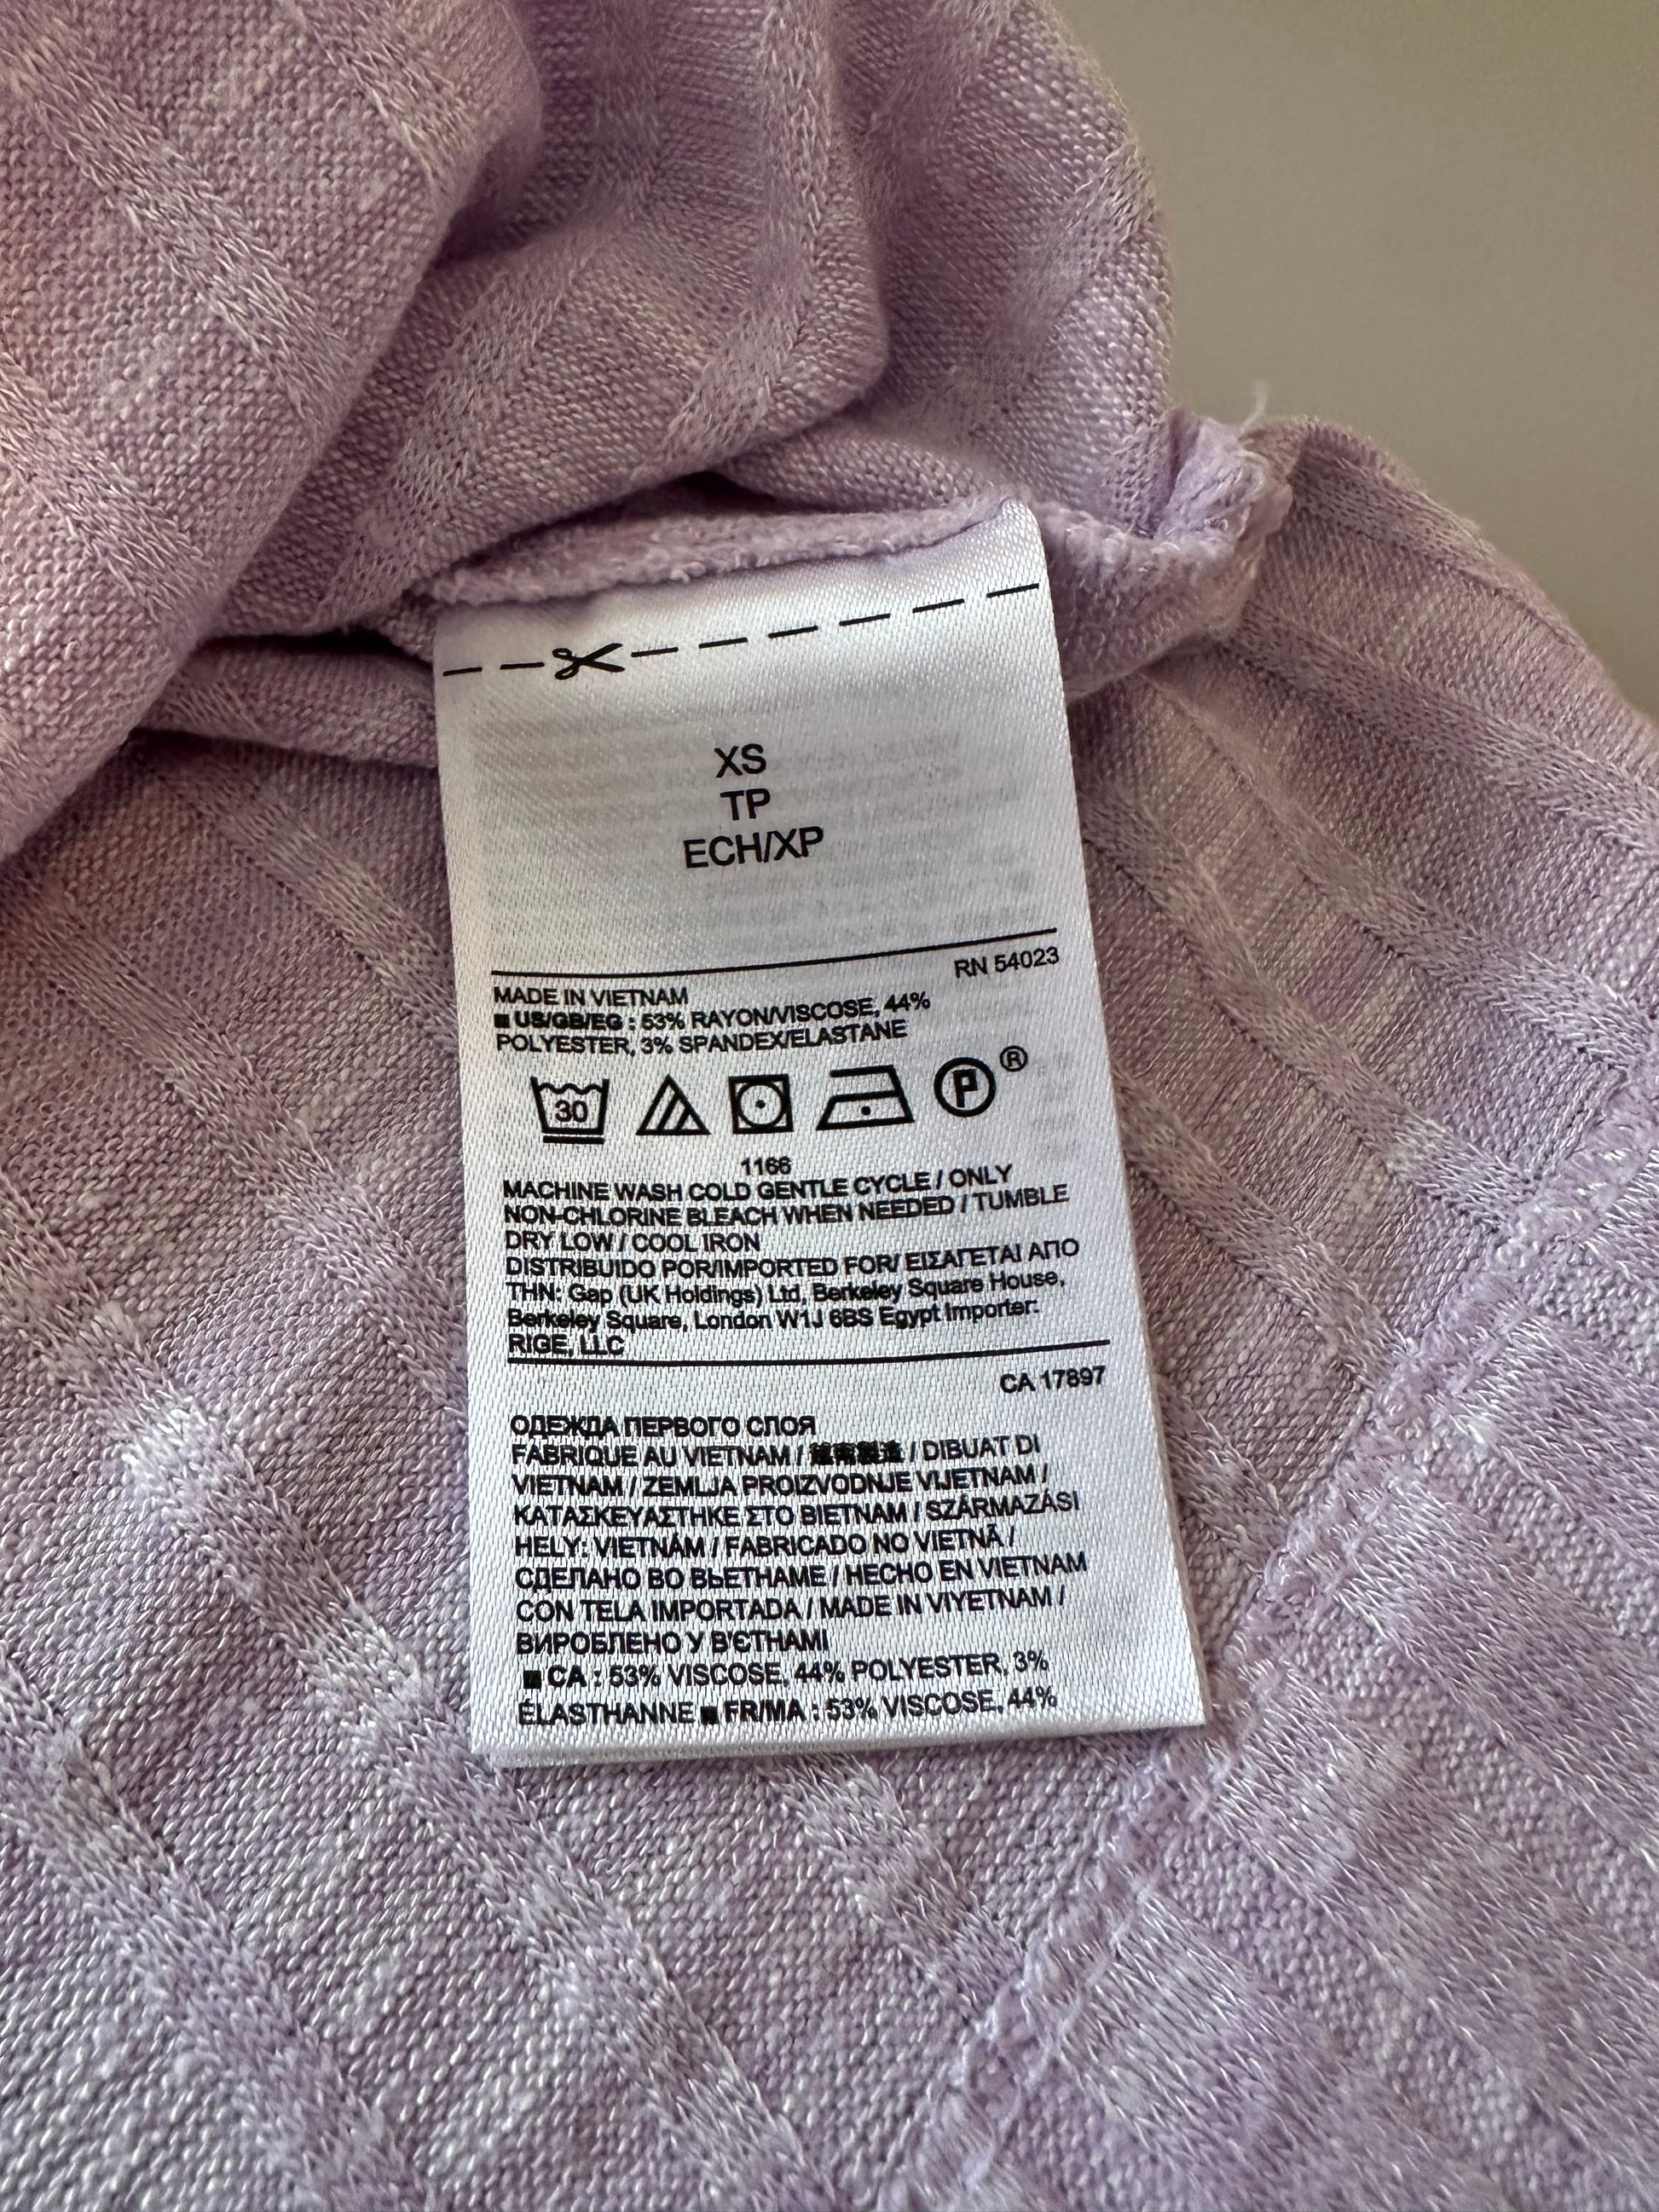 XS
TP
ECH/XP
RN 54023
MADE IN VIETNAM
■ US/GB/EG : 53% RAYON/VISCOSE, 44%
POLYESTER, 3% SPANDEX/ELASTANE
30 P ®
1166
MACHINE WASH COLD GENTLE CYCLE / ONLY
NON-CHLORINE BLEACH WHEN NEEDED / TUMBLE
DRY LOW / COOL IRON
DISTRIBUIDO POR/IMPORTED FOR/ ΕΙΣΑΓΕΤΑΙ ΑΠΟ
ΤΗΝ: Gap (UK Holdings) Ltd, Berkeley Square House,
Berkeley Square, London W1J 6BS Egypt Importer:
RIGE, LLC
CA 17897
ОДЕЖДА ПЕРВОГО СЛОЯ
FABRIQUE AU VIETNAM / 越南製造 / DIBUAT DI
VIETNAM / ZEMLJA PROIZVODNJE VIJETNAM /
ΚΑΤΑΣΚΕΥΑΣΤΗΚΕ ΣΤΟ ΒΙΕΤΝΑΜ / SZÁRMAZÁSI
HELY: VIETNÁM / FABRICADO NO VIETNÃ /
СДЕЛАНО ВО ВЬЕТНАМЕ / HECHO EN VIETNAM
CON TELA IMPORTADA / MADE IN VIYETNAM /
ВИРОБЛЕНО У В'ЄТНАМІ
■ CA : 53% VISCOSE, 44% POLYESTER, 3%
ÉLASTHANNE ■ FR/MA : 53% VISCOSE, 44%